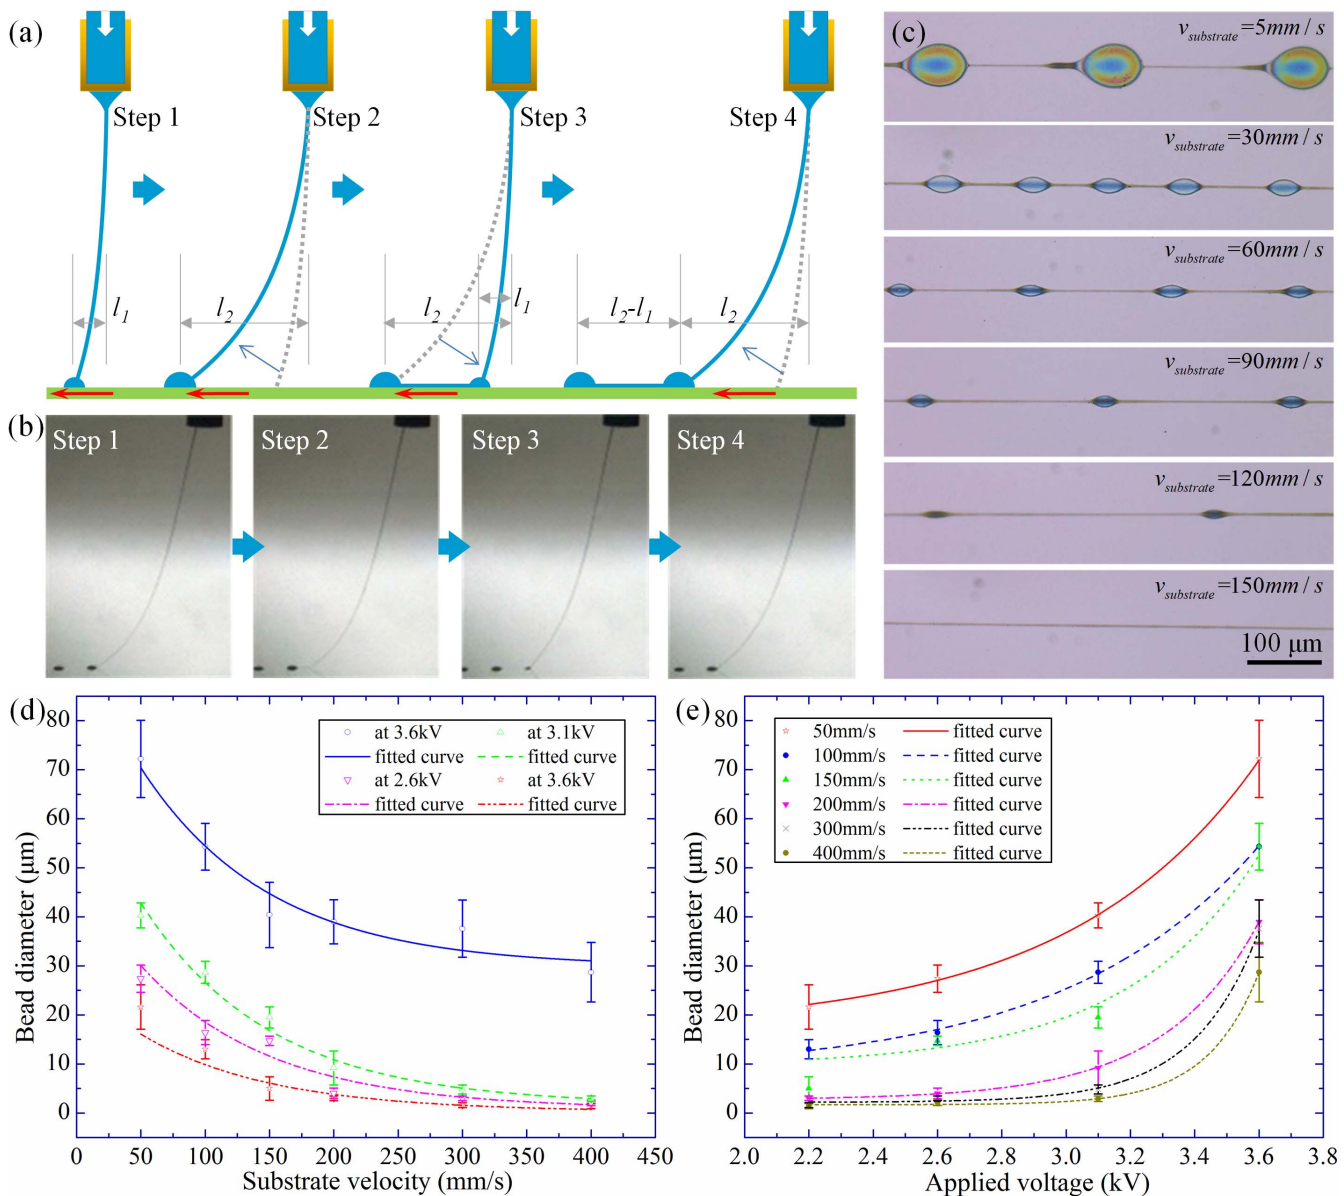 (a)
Step 1
Step 2
Step 3
Step 4
l1
l2
l2
l1
l2-l1
l2
(b)
Step 1
Step 2
Step 3
Step 4
(c)
vsubstrate=5mm / s
vsubstrate=30mm / s
vsubstrate=60mm / s
vsubstrate=90mm / s
vsubstrate=120mm / s
vsubstrate=150mm / s
100 μm
(d)
80
70
60
50
40
30
20
10
0
Bead diameter (μm)
at 3.6kV
at 3.1kV
fitted curve
fitted curve
at 2.6kV
at 3.6kV
fitted curve
fitted curve
0 50 100 150 200 250 300 350 400 450
Substrate velocity (mm/s)
(e)
80
70
60
50
40
30
20
10
0
Bead diameter (μm)
50mm/s fitted curve
100mm/s fitted curve
150mm/s fitted curve
200mm/s fitted curve
300mm/s fitted curve
400mm/s fitted curve
2.0 2.2 2.4 2.6 2.8 3.0 3.2 3.4 3.6 3.8
Applied voltage (kV)